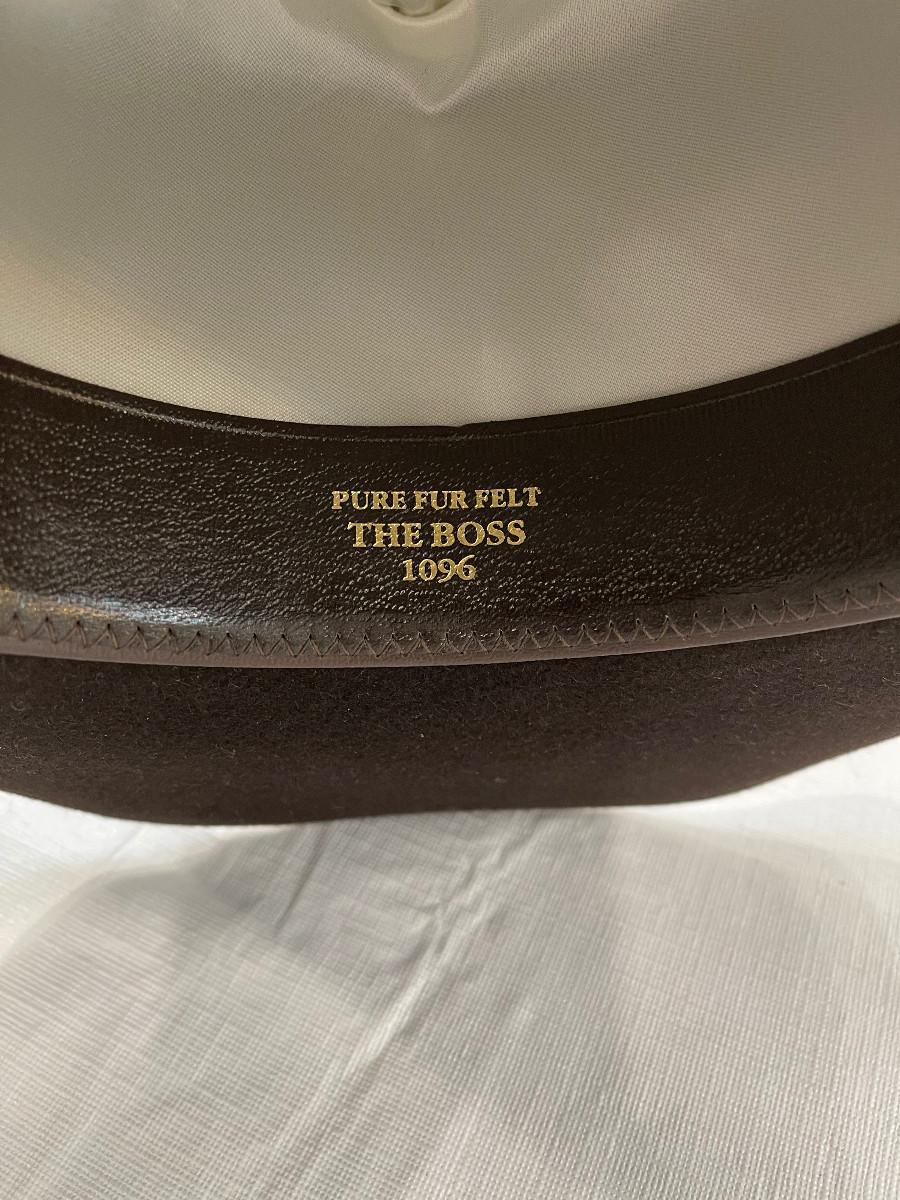 PURE FUR FELT
THE BOSS
1096